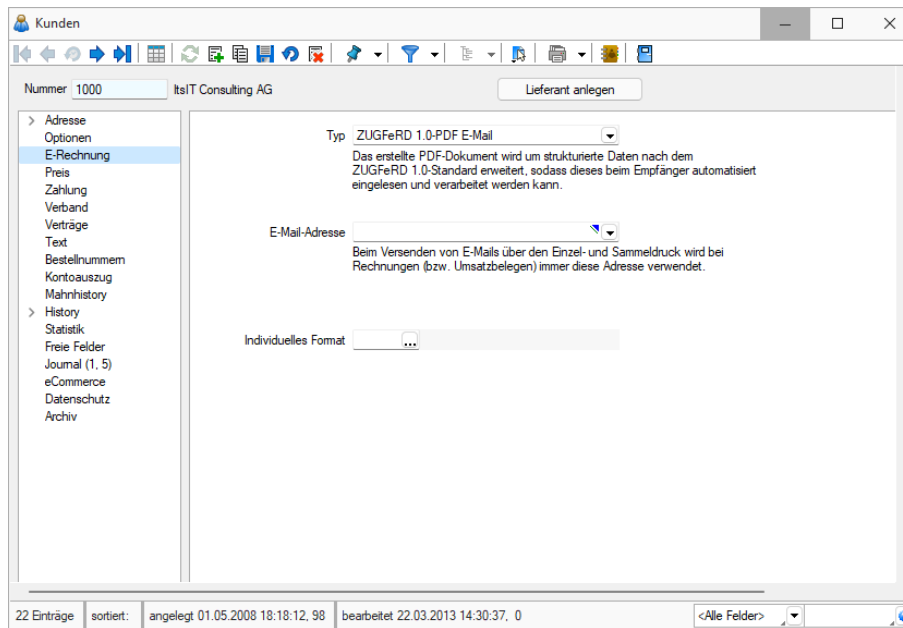 Kunden
Nummer 1000 ItsIT Consulting AG Lieferant anlegen
Adresse
Optionen
E-Rechnung
Preis
Zahlung
Verband
Verträge
Text
Bestellnummern
Kontoauszug
Mahnhistory
History
Statistik
Freie Felder
Journal (1, 5)
eCommerce
Datenschutz
Archiv
Typ ZUGFeRD 1.0-PDF E-Mail
Das erstellte PDF-Dokument wird um strukturierte Daten nach dem
ZUGFeRD 1.0-Standard erweitert, sodass dieses beim Empfänger automatisiert
eingelesen und verarbeitet werden kann.
E-Mail-Adresse
Beim Versenden von E-Mails über den Einzel- und Sammeldruck wird bei
Rechnungen (bzw. Umsatzbelegen) immer diese Adresse verwendet.
Individuelles Format ...
22 Einträge sortiert: angelegt 01.05.2008 18:18:12, 98 bearbeitet 22.03.2013 14:30:37, 0 <Alle Felder>